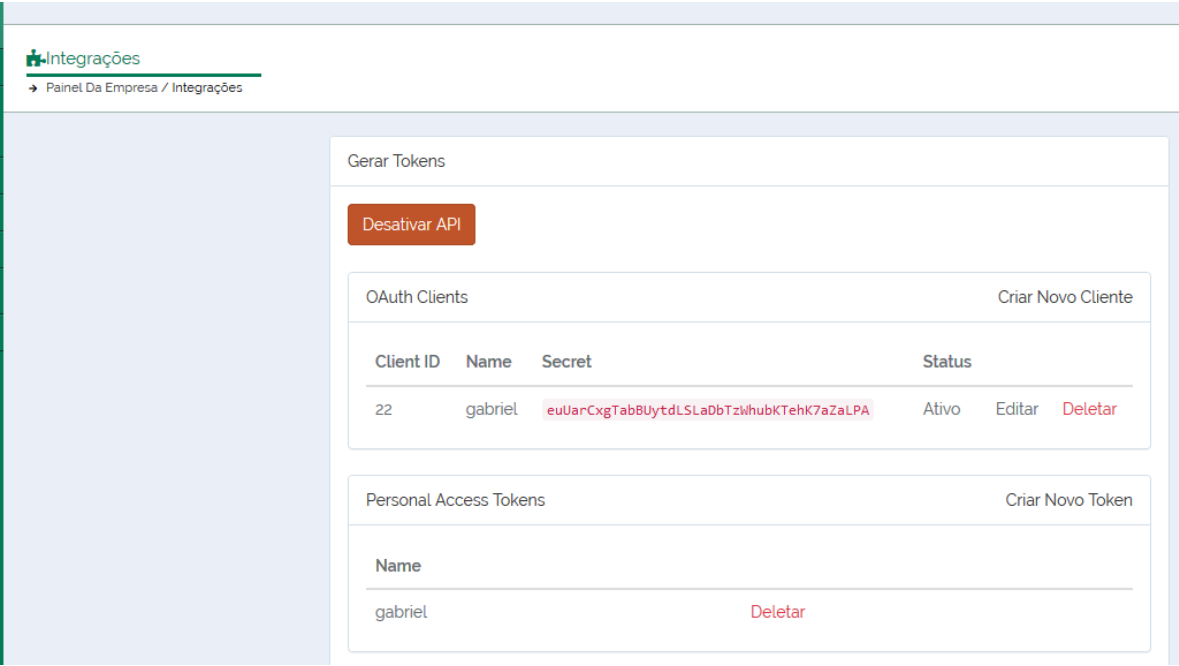 Integrações
→ Painel Da Empresa / Integrações
Gerar Tokens
Desativar API
OAuth Clients Criar Novo Cliente
Client ID Name Secret Status
22 gabriel euUarCxgTabBUytdLSLaDbTzWhubKTehK7aZaLPA Ativo Editar Deletar
Personal Access Tokens Criar Novo Token
Name
gabriel Deletar